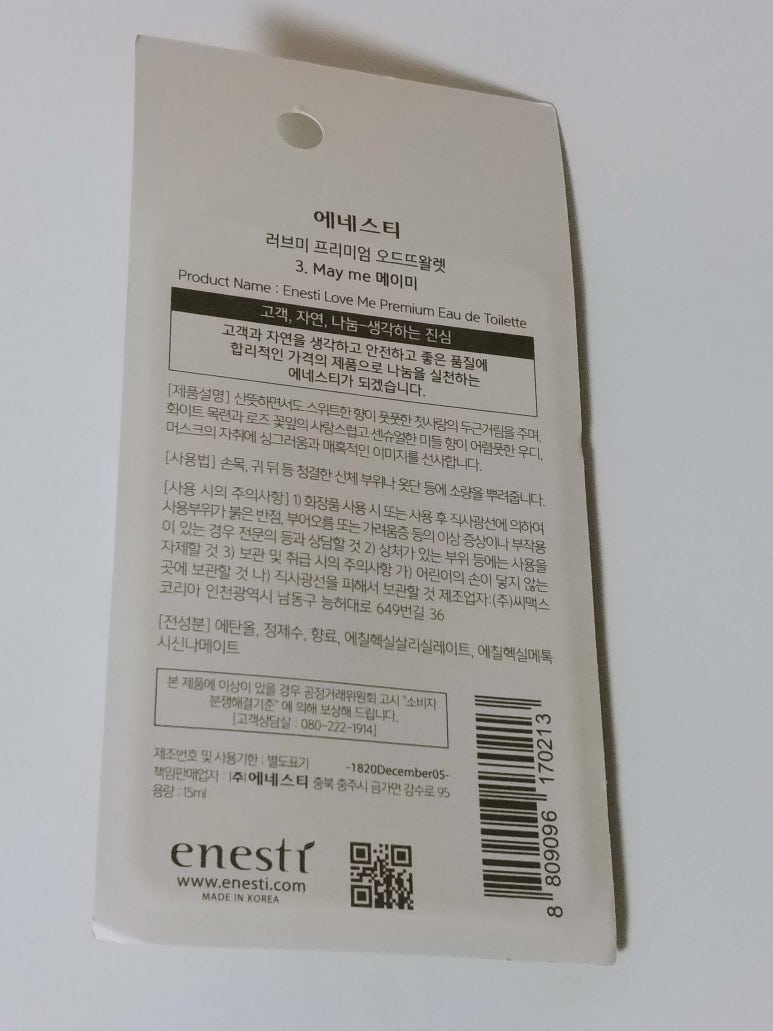 에네스티
러브미 프리미엄 오드뜨왈렛
3. May me 메이미
Product Name : Enesti Love Me Premium Eau de Toilette
고객, 자연, 나눔-생각하는 진심
고객과 자연을 생각하고 안전하고 좋은 품질에
합리적인 가격의 제품으로 나눔을 실천하는
에네스티가 되겠습니다.
[제품설명] 산뜻하면서도 스위트한 향이 풋풋한 첫사랑의 두근거림을 주며,
화이트 목련과 로즈 꽃잎의 사랑스럽고 센슈얼한 미들 향이 어렴풋한 우디,
머스크의 자취에 싱그러움과 매혹적인 이미지를 선사합니다.
[사용법] 손목, 귀 뒤 등 청결한 신체 부위나 옷단 등에 소량을 뿌려줍니다.
[사용 시의 주의사항] 1) 화장품 사용 시 또는 사용 후 직사광선에 의하여
사용부위가 붉은 반점, 부어오름 또는 가려움증 등의 이상 증상이나 부작용
이 있는 경우 전문의 등과 상담할 것 2) 상처가 있는 부위 등에는 사용을
자제할 것 3) 보관 및 취급 시의 주의사항 가) 어린이의 손이 닿지 않는
곳에 보관할 것 나) 직사광선을 피해서 보관할 것 제조업자:(주)씨맥스
코리아 인천광역시 남동구 능허대로 649번길 36
[전성분] 에탄올, 정제수, 향료, 에칠헥실살리실레이트, 에칠헥실메톡
시신나메이트
본 제품에 이상이 있을 경우 공정거래위원회 고시 "소비자
분쟁해결기준" 에 의해 보상해 드립니다.
[고객상담실 : 080-222-1914]
제조번호 및 사용기한 : 별도표기
-1820December05-
책임판매업자 : (주)에네스티 충북 충주시 금가면 강수로 95
용량 : 15ml
enesti
www.enesti.com
MADE IN KOREA
8 809096 170213